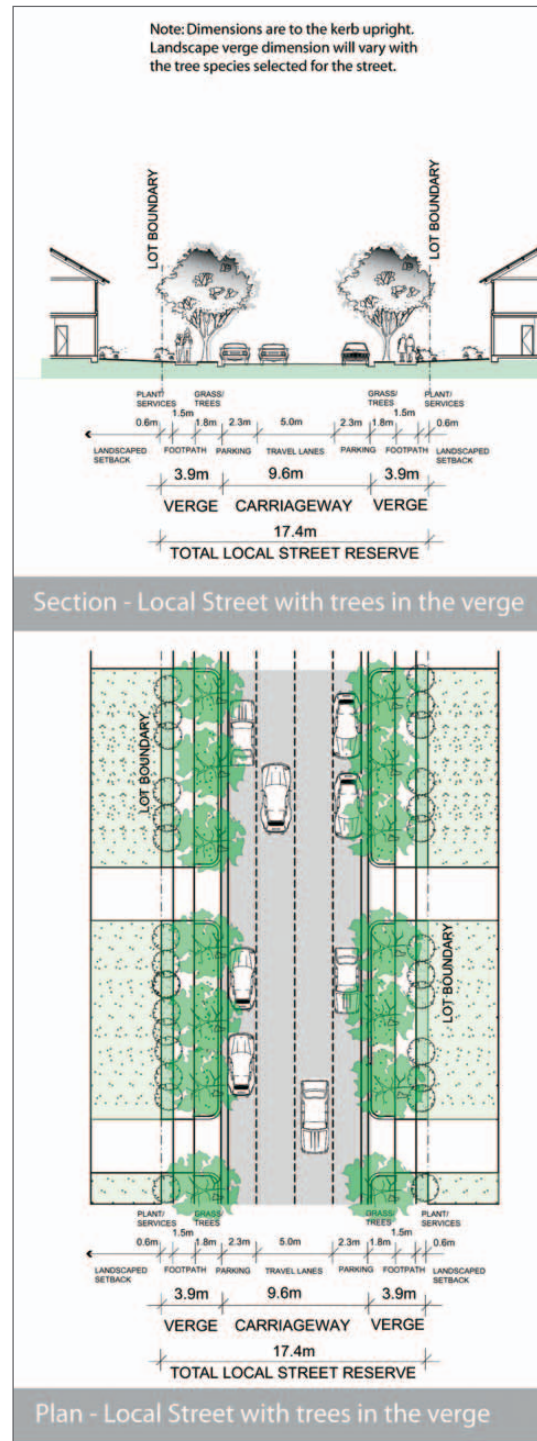 Note: Dimensions are to the kerb upright.
Landscape verge dimension will vary with
the tree species selected for the street.
LOT BOUNDARY
LOT BOUNDARY
PLANT/
SERVICES
GRASS/
TREES
GRASS/
TREES
PLANT/
SERVICES
1.5m
1.5m
0.6m
1.8m
2.3m
5.0m
2.3m
1.8m
0.6m
LANDSCAPED
SETBACK
FOOTPATH
PARKING
TRAVEL LANES
PARKING
FOOTPATH
LANDSCAPED
SETBACK
3.9m
9.6m
3.9m
VERGE
CARRIAGEWAY
VERGE
17.4m
TOTAL LOCAL STREET RESERVE
Section - Local Street with trees in the verge
LOT BOUNDARY
LOT BOUNDARY
PLANT/
SERVICES
GRASS/
TREES
GRASS/
TREES
PLANT/
SERVICES
1.5m
1.5m
0.6m
1.8m
2.3m
5.0m
2.3m
1.8m
0.6m
LANDSCAPED
SETBACK
FOOTPATH
PARKING
TRAVEL LANES
PARKING
FOOTPATH
LANDSCAPED
SETBACK
3.9m
9.6m
3.9m
VERGE
CARRIAGEWAY
VERGE
17.4m
TOTAL LOCAL STREET RESERVE
Plan - Local Street with trees in the verge